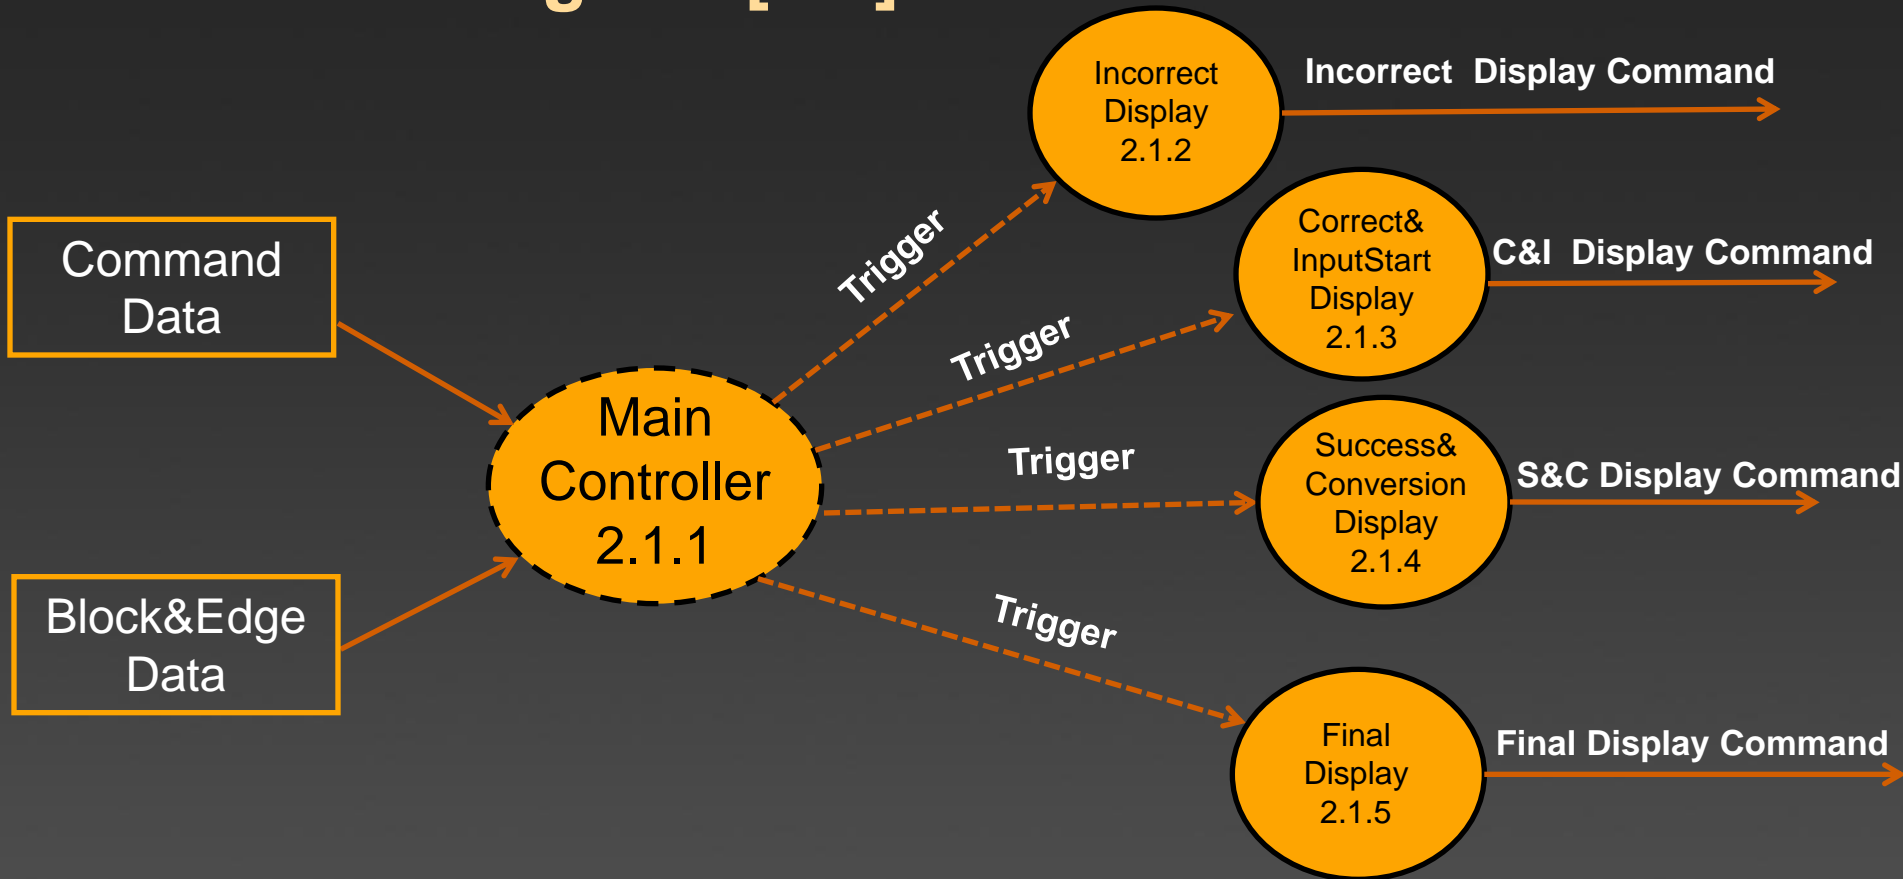 Incorrect
Display
2.1.2
Incorrect  Display Command
Trigger
Correct&
InputStart
Display
2.1.3
C&I  Display Command
Command
Data
Trigger
Main
Controller
2.1.1
Trigger
Success&
Conversion
Display
2.1.4
S&C Display Command
Block&Edge
Data
Trigger
Final
Display
2.1.5
Final Display Command